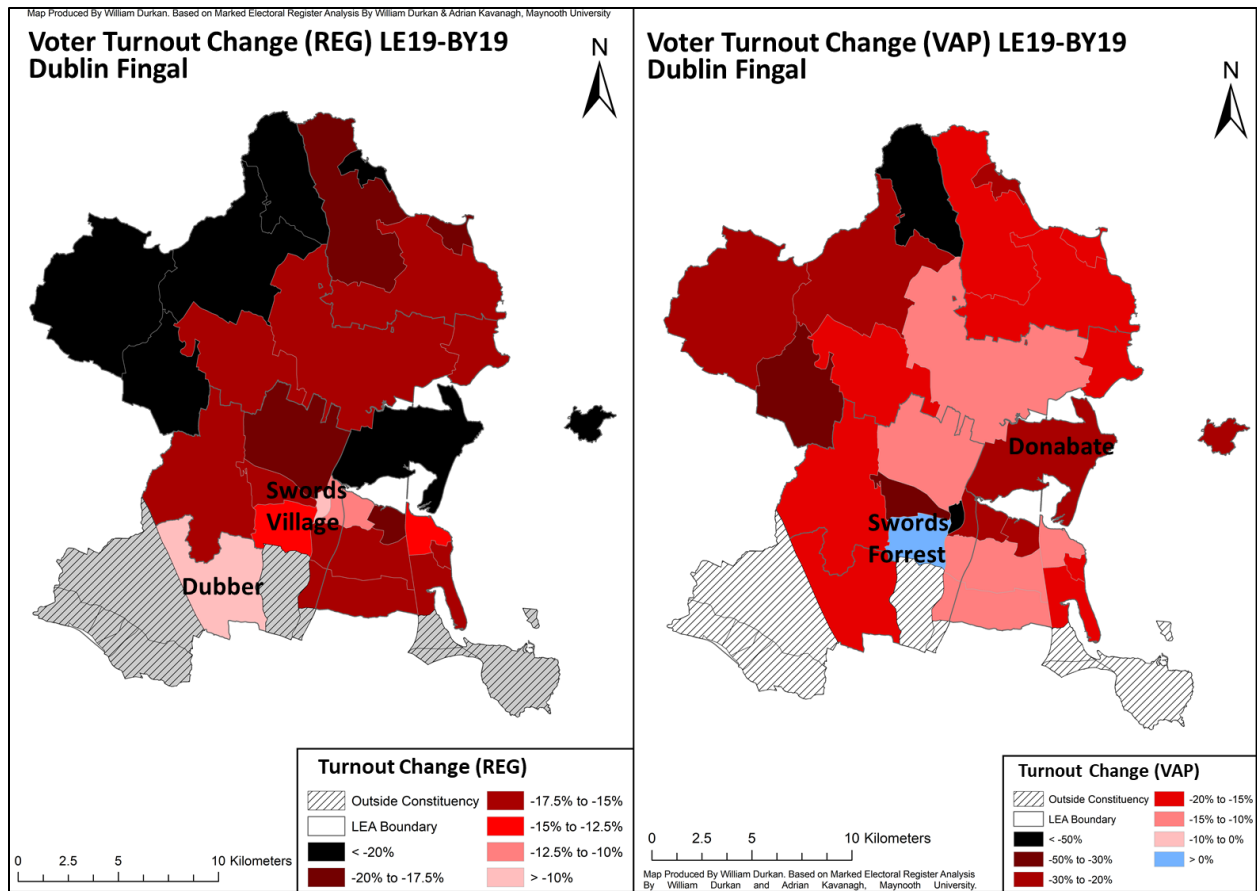 Map Produced By William Durkan. Based on Marked Electoral Register Analysis By William Durkan & Adrian Kavanagh, Maynooth University
Voter Turnout Change (REG) LE19-BY19
Dublin Fingal
N
Swords
Village
Dubber
Turnout Change (REG)
Outside Constituency
LEA Boundary
< -20%
-20% to -17.5%
-17.5% to -15%
-15% to -12.5%
-12.5% to -10%
> -10%
0 2.5 5 10 Kilometers
Voter Turnout Change (VAP) LE19-BY19
Dublin Fingal
N
Donabate
Swords
Forrest
Turnout Change (VAP)
Outside Constituency
LEA Boundary
< -50%
-50% to -30%
-30% to -20%
-20% to -15%
-15% to -10%
-10% to 0%
> 0%
0 2.5 5 10 Kilometers
Map Produced By William Durkan. Based on Marked Electoral Register Analysis
By William Durkan and Adrian Kavanagh, Maynooth University.